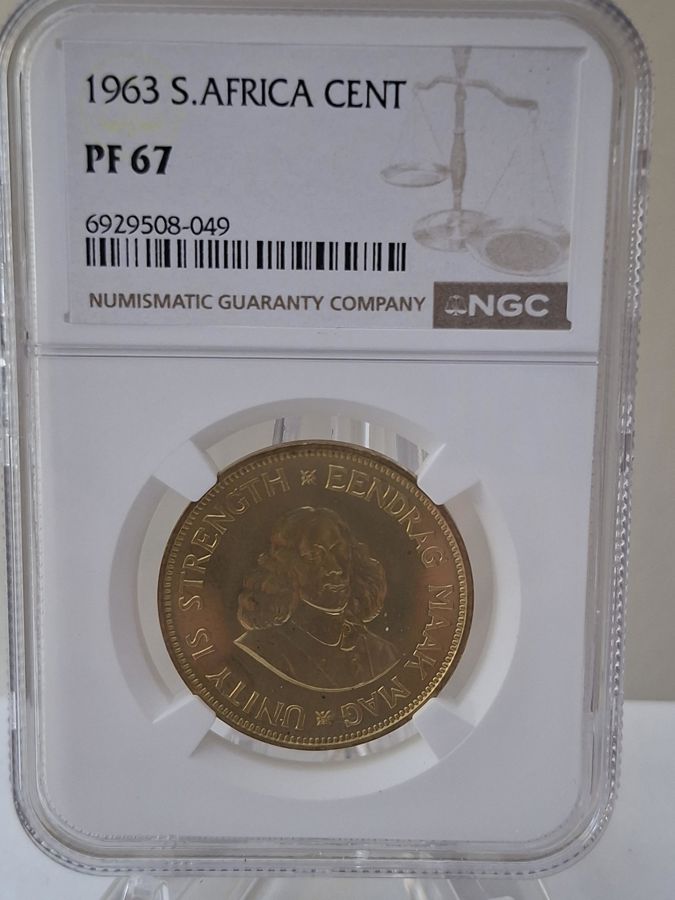 1963 S.AFRICA CENT
PF 67
6929508-049
NUMISMATIC GUARANTY COMPANY
NGC
UNITY IS STRENGTH
EENDRAG MAAK MAG